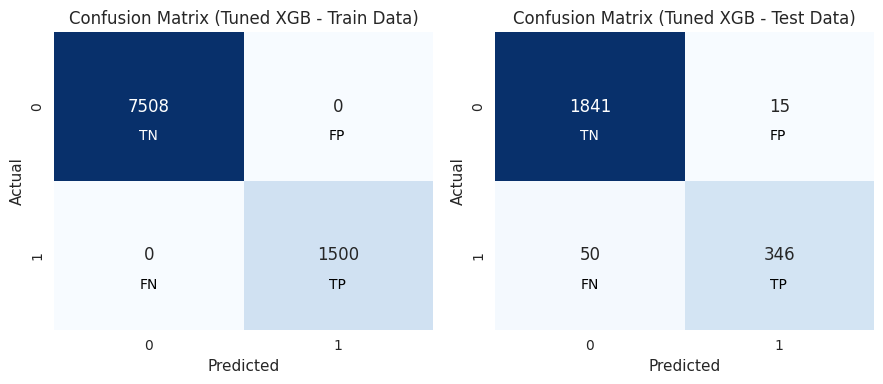 Confusion Matrix (Tuned XGB - Train Data)
0
7508
TN
0
FP
Actual
1
0
FN
1500
TP
0
1
Predicted
Confusion Matrix (Tuned XGB - Test Data)
0
1841
TN
15
FP
Actual
1
50
FN
346
TP
0
1
Predicted